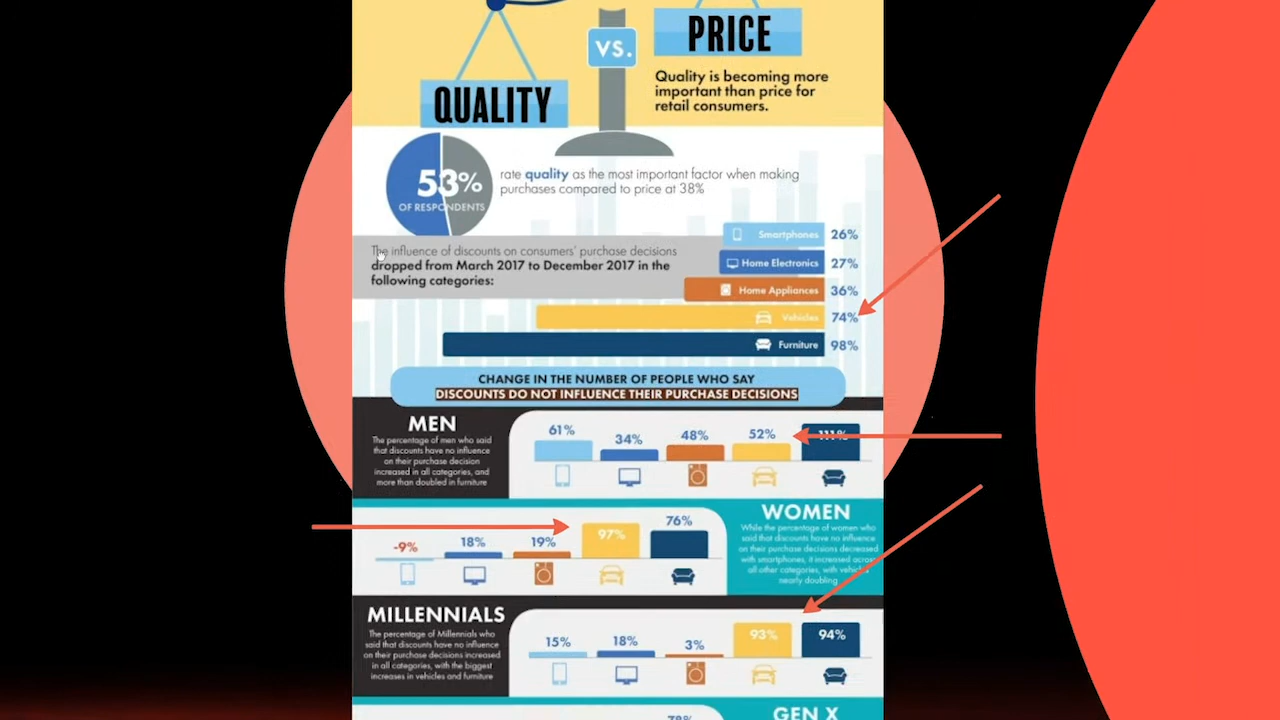 PRICE
VS.
QUALITY
Quality is becoming more
important than price for
retail consumers.
53%
OF RESPONDENTS
rate quality as the most important factor when making
purchases compared to price at 38%
The influence of discounts on consumers' purchase decisions
dropped from March 2017 to December 2017 in the
following categories:
Smartphones 26%
Home Electronics 27%
Home Appliances 36%
Vehicles 74%
Furniture 98%
CHANGE IN THE NUMBER OF PEOPLE WHO SAY
DISCOUNTS DO NOT INFLUENCE THEIR PURCHASE DECISIONS
MEN
The percentage of men who said
that discounts have no influence
on their purchase decision
increased in all categories, and
more than doubled in furniture
61% 34% 48% 52% 111%
-9% 18% 19% 97% 76%
WOMEN
While the percentage of women who
said that discounts have no influence
on their purchase decisions decreased
with smartphones, it increased across
all other categories, with vehicles
nearly doubling
MILLENNIALS
The percentage of Millennials who
said that discounts have no influence
on their purchase decisions increased
in all categories, with the biggest
increases in vehicles and furniture
15% 18% 3% 93% 94%
78%
GEN X